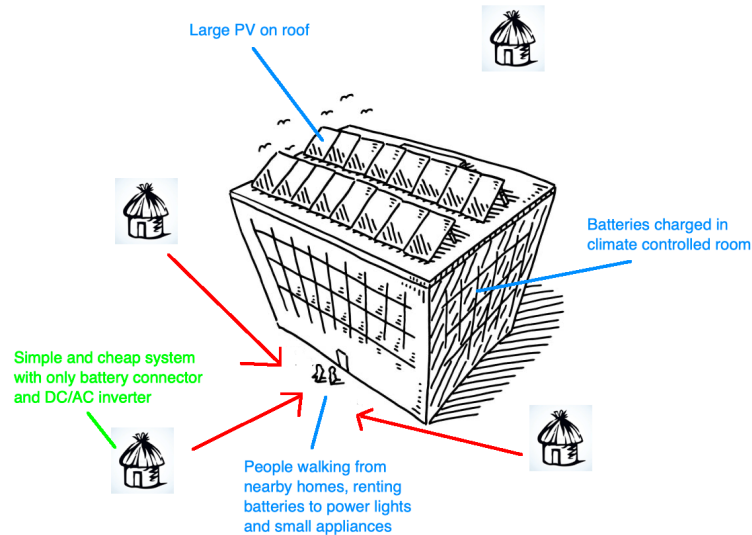 Large PV on roof
Batteries charged in
climate controlled room
Simple and cheap system
with only battery connector
and DC/AC inverter
People walking from
nearby homes, renting
batteries to power lights
and small appliances